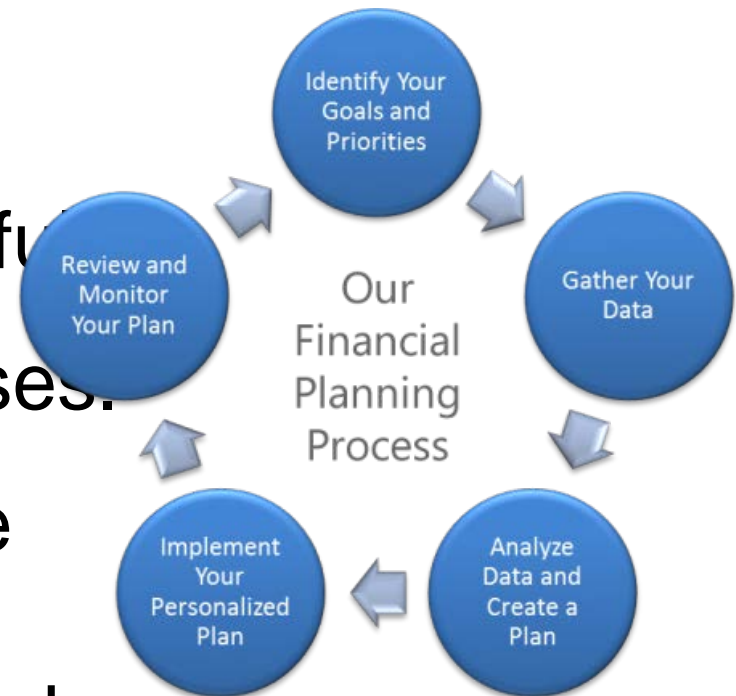 Identify Your
Goals and
Priorities
Gather Your
Data
Analyze
Data and
Create a
Plan
Implement
Your
Personalized
Plan
Review and
Monitor
Your Plan
Our
Financial
Planning
Process